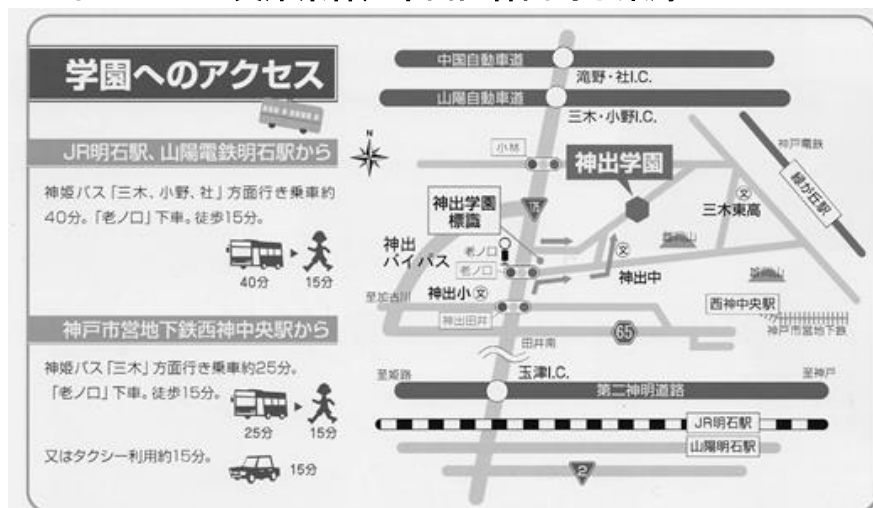 学園へのアクセス
JR明石駅、山陽電鉄明石駅から
神姫バス「三木、小野、社」方面行き乗車約
40分。「老ノ口」下車。徒歩15分。
40分
15分
神戸市営地下鉄西神中央駅から
神姫バス「三木」方面行き乗車約25分。
「老ノ口」下車。徒歩15分。
25分
15分
又はタクシー利用約15分。
15分
中国自動車道
滝野・社I.C.
山陽自動車道
三木・小野I.C.
N
小林
神出学園
神戸電鉄
緑が丘駅
文
三木東高
神出学園
標識
175
神出
バイパス
老ノ口
老ノ口
文
神出中
雌岡山
至加古川
神出小 文
西神中央駅
神出田井
65
神戸市営地下鉄
田井南
至姫路
玉津I.C.
至神戸
第二神明道路
JR明石駅
山陽明石駅
2